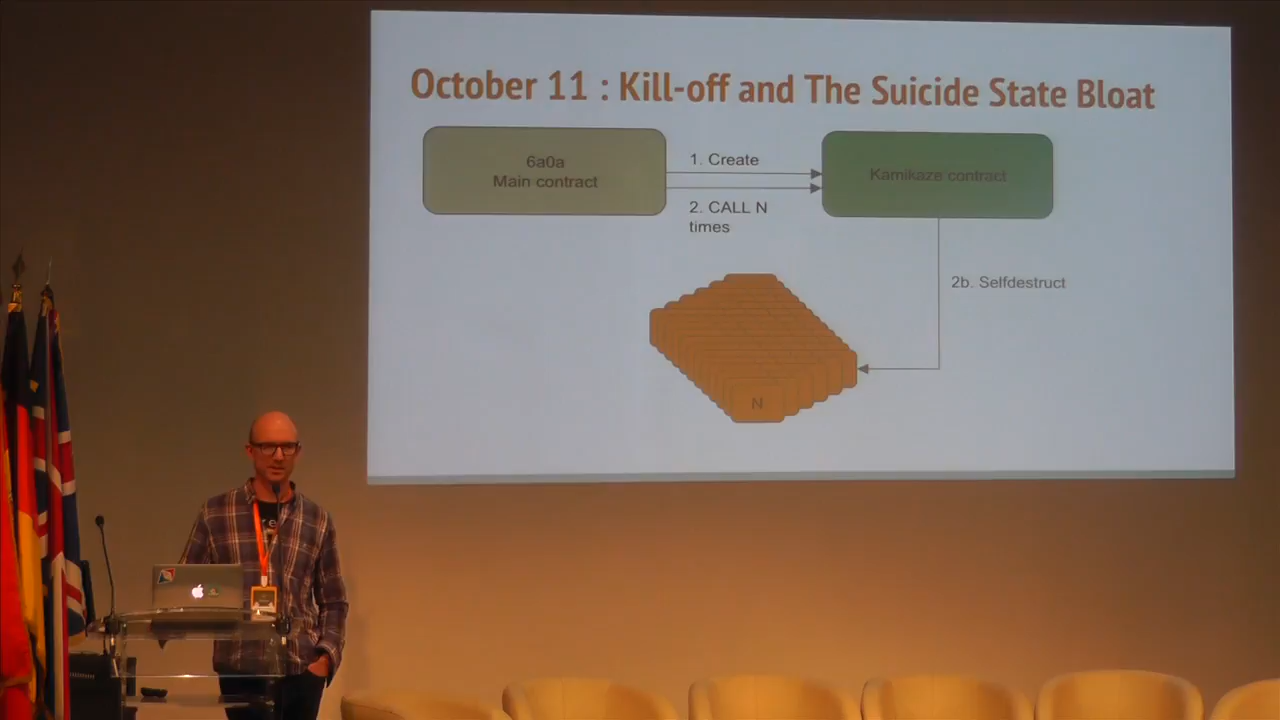 October 11 : Kill-off and The Suicide State Bloat
6a0a
Main contract
1. Create
2. CALL N
times
Kamikaze contract
2b. Selfdestruct
N